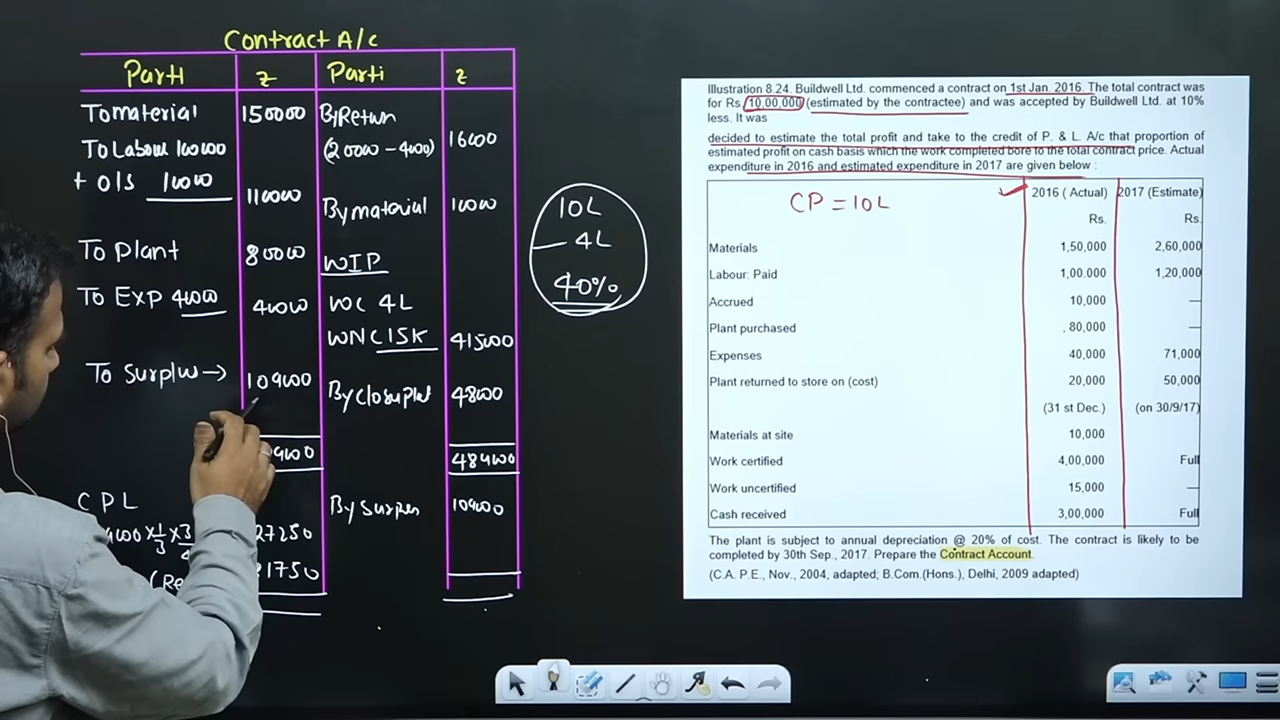 Contract A/c
Parti z Parti z
To material 150000 By Return
To Labour 100000 (20000 - 4000) 16000
+ O/S 10000
110000 By material 10000
To Plant 80000 WIP
To Exp 40000 40000 WC 4L
WNC 15K 415000
To Surplus → 109000 By Clos plat 48000
9000 489000
CPL By surplus 109000
27250
1750
10L
— 4L
40%
Illustration 8.24. Buildwell Ltd. commenced a contract on 1st Jan. 2016. The total contract was
for Rs. 10,00,000 (estimated by the contractee) and was accepted by Buildwell Ltd. at 10%
less. It was
decided to estimate the total profit and take to the credit of P. & L. A/c that proportion of
estimated profit on cash basis which the work completed bore to the total contract price. Actual
expenditure in 2016 and estimated expenditure in 2017 are given below :
CP = 10L 2016 ( Actual) 2017 (Estimate)
Rs. Rs.
Materials 1,50,000 2,60,000
Labour: Paid 1,00.000 1,20,000
Accrued 10,000 —
Plant purchased 80,000 —
Expenses 40,000 71,000
Plant returned to store on (cost) 20,000 50,000
(31 st Dec.) (on 30/9/17)
Materials at site 10,000
Work certified 4,00,000 Full
Work uncertified 15,000 —
Cash received 3,00,000 Full
The plant is subject to annual depreciation @ 20% of cost. The contract is likely to be
completed by 30th Sep., 2017. Prepare the Contract Account.
(C.A. P.E., Nov., 2004, adapted; B.Com.(Hons.), Delhi, 2009 adapted)